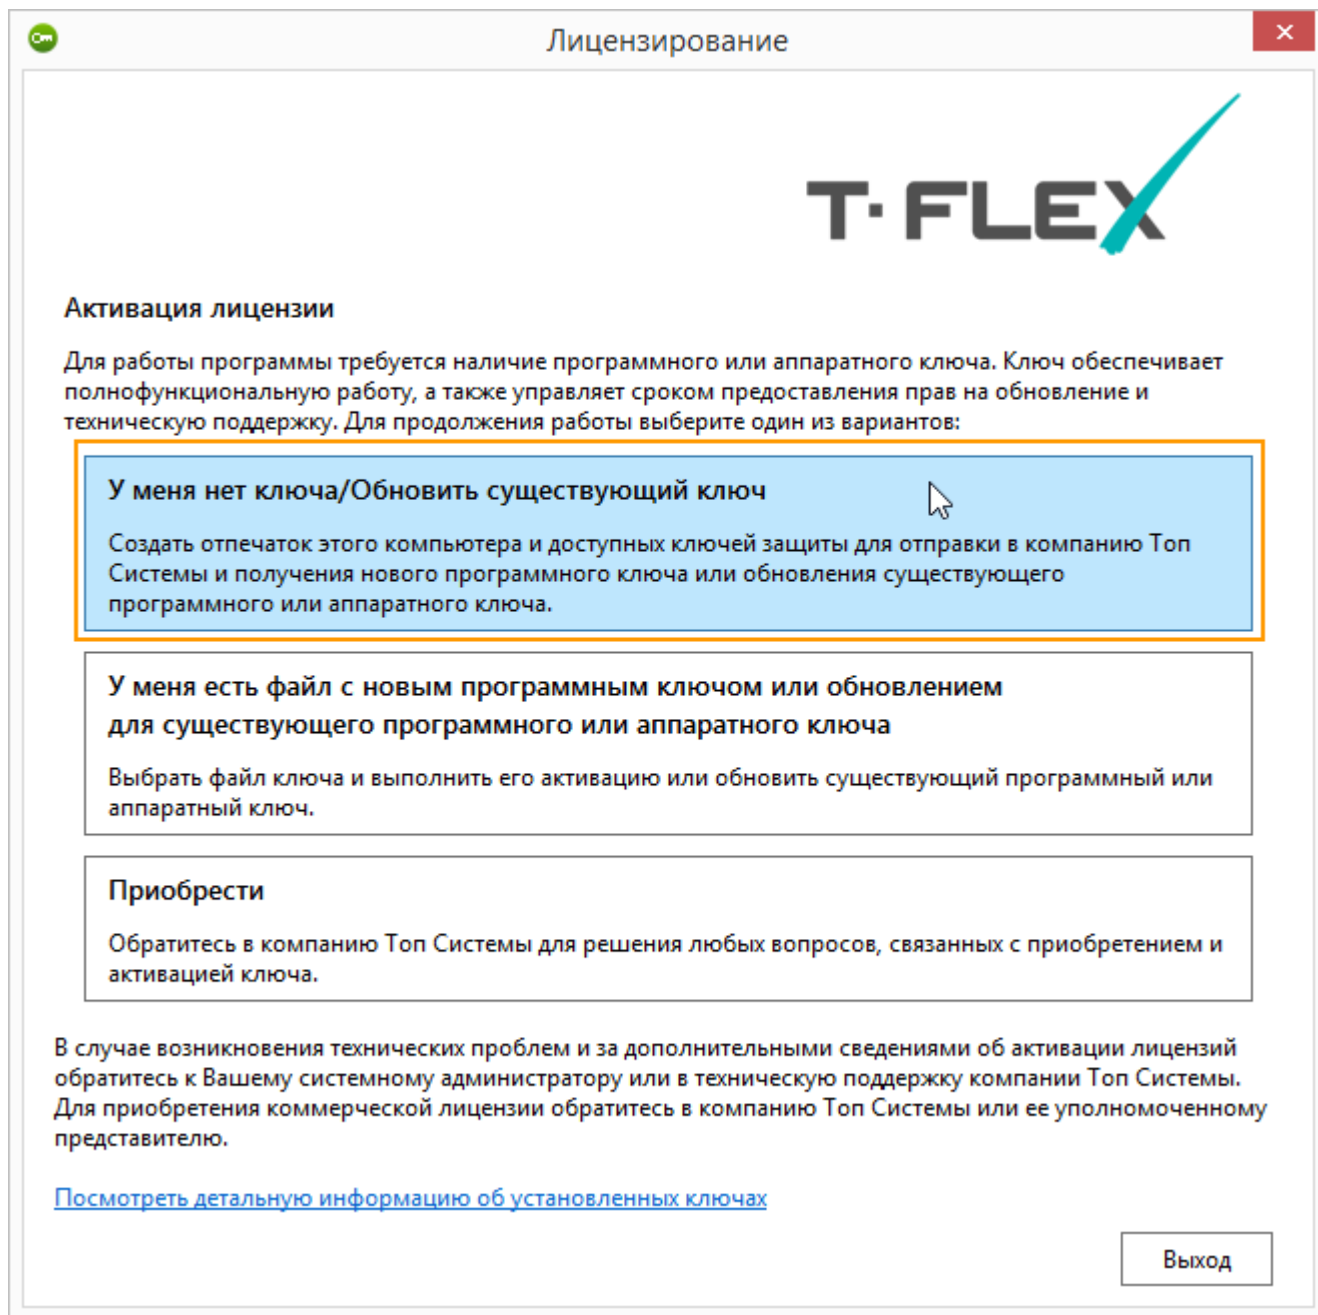 Лицензирование
T·FLEX
Активация лицензии
Для работы программы требуется наличие программного или аппаратного ключа. Ключ обеспечивает
полнофункциональную работу, а также управляет сроком предоставления прав на обновление и
техническую поддержку. Для продолжения работы выберите один из вариантов:
У меня нет ключа/Обновить существующий ключ
Создать отпечаток этого компьютера и доступных ключей защиты для отправки в компанию Топ
Системы и получения нового программного ключа или обновления существующего
программного или аппаратного ключа.
У меня есть файл с новым программным ключом или обновлением
для существующего программного или аппаратного ключа
Выбрать файл ключа и выполнить его активацию или обновить существующий программный или
аппаратный ключ.
Приобрести
Обратитесь в компанию Топ Системы для решения любых вопросов, связанных с приобретением и
активацией ключа.
В случае возникновения технических проблем и за дополнительными сведениями об активации лицензий
обратитесь к Вашему системному администратору или в техническую поддержку компании Топ Системы.
Для приобретения коммерческой лицензии обратитесь в компанию Топ Системы или ее уполномоченному
представителю.
Посмотреть детальную информацию об установленных ключах
Выход